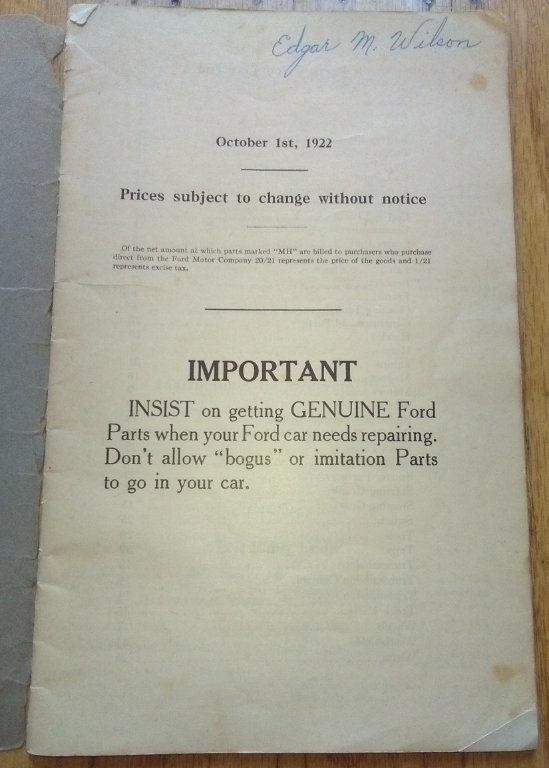 Edgar M. Wilson
October 1st, 1922
Prices subject to change without notice
Of the net amount at which parts marked "MH" are billed to purchasers who purchase
direct from the Ford Motor Company 20/21 represents the price of the goods and 1/21
represents excise tax.
IMPORTANT
INSIST on getting GENUINE Ford
Parts when your Ford car needs repairing.
Don't allow "bogus" or imitation Parts
to go in your car.